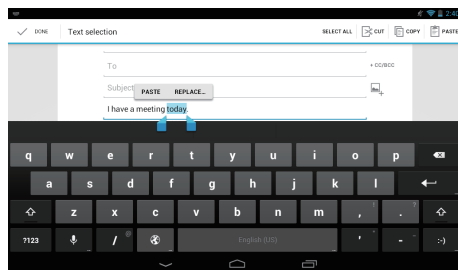 2:40
DONE Text selection SELECT ALL CUT COPY PASTE
To + CC/BCC
Subject
PASTE REPLACE...
I have a meeting today.
q w e r t y u i o p
a s d f g h j k l
z x c v b n m , ! . ?
?123 / @ English (US) ' " - _ :-)